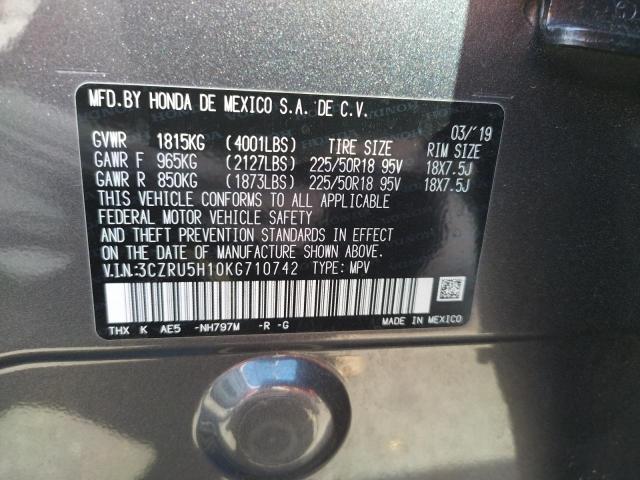 MFD.BY HONDA DE MEXICO S.A. DE C.V.
03/'19
GVWR 1815KG (4001LBS) TIRE SIZE RIM SIZE
GAWR F 965KG (2127LBS) 225/50R18 95V 18X7.5J
GAWR R 850KG (1873LBS) 225/50R18 95V 18X7.5J
THIS VEHICLE CONFORMS TO ALL APPLICABLE
FEDERAL MOTOR VEHICLE SAFETY
AND THEFT PREVENTION STANDARDS IN EFFECT
ON THE DATE OF MANUFACTURE SHOWN ABOVE.
V.I.N.:3CZRU5H10KG710742 TYPE: MPV
THX K AE5 -NH797M -R -G MADE IN MEXICO